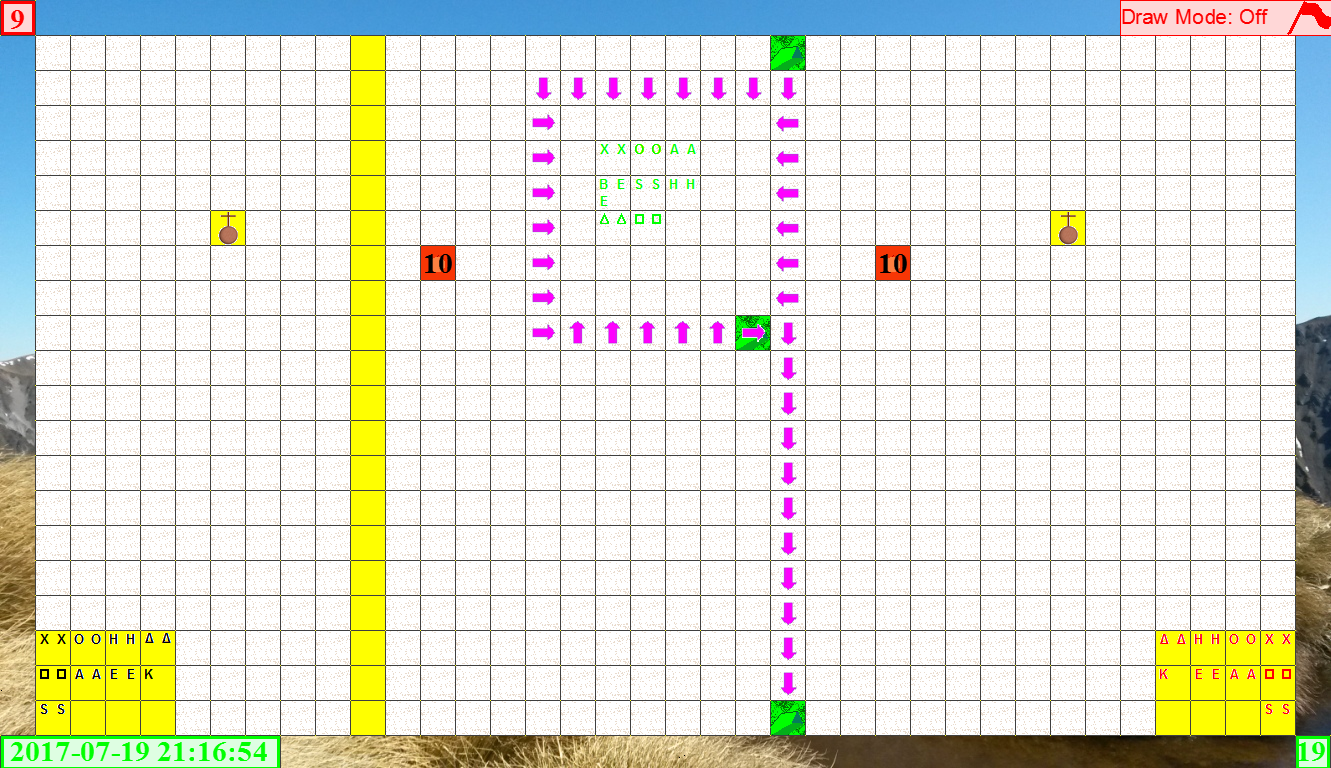 9
Draw Mode: Off
X X O O A A
B E S S H H
E
Δ Δ □ □
10
10
X X O O H H Δ Δ
□ □ A A E E K
S S
Δ Δ H H O O X X
K E E A A □ □
S S
2017-07-19 21:16:54
19